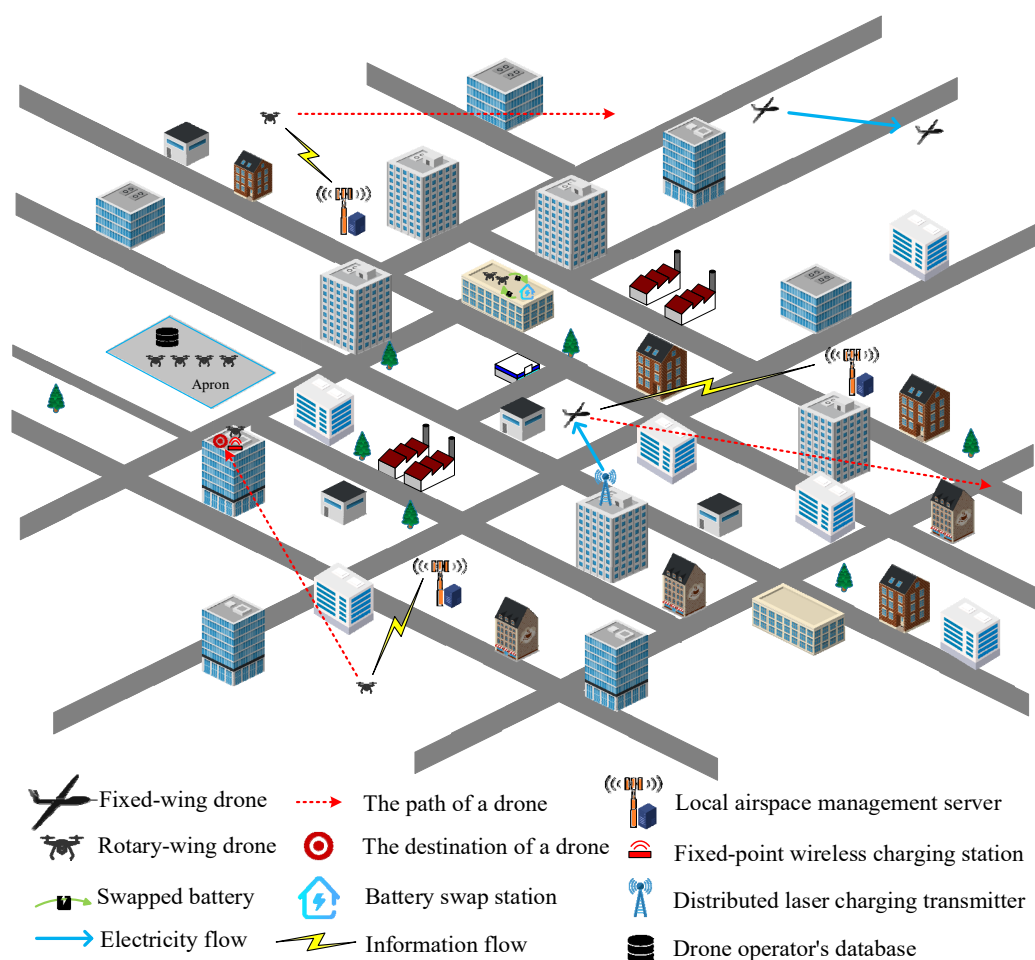 Apron
Fixed-wing drone
The path of a drone
Local airspace management server
Rotary-wing drone
The destination of a drone
Fixed-point wireless charging station
Swapped battery
Battery swap station
Distributed laser charging transmitter
Electricity flow
Information flow
Drone operator's database